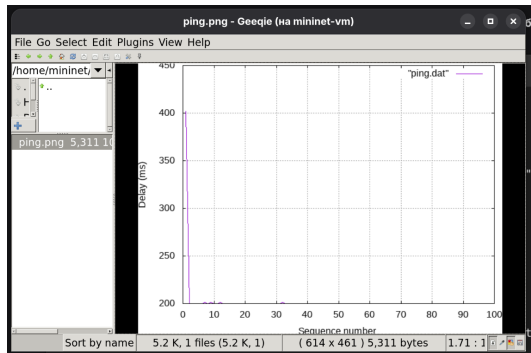 ping.png - Geeqie (на mininet-vm)
File Go Select Edit Plugins View Help
/home/mininet/
..
ping.png 5,311 10
"ping.dat"
450
400
350
300
250
200
Delay (ms)
0 10 20 30 40 50 60 70 80 90 100
Sequence number
Sort by name 5.2 K, 1 files (5.2 K, 1) ( 614 x 461 ) 5,311 bytes 1.71 : 1